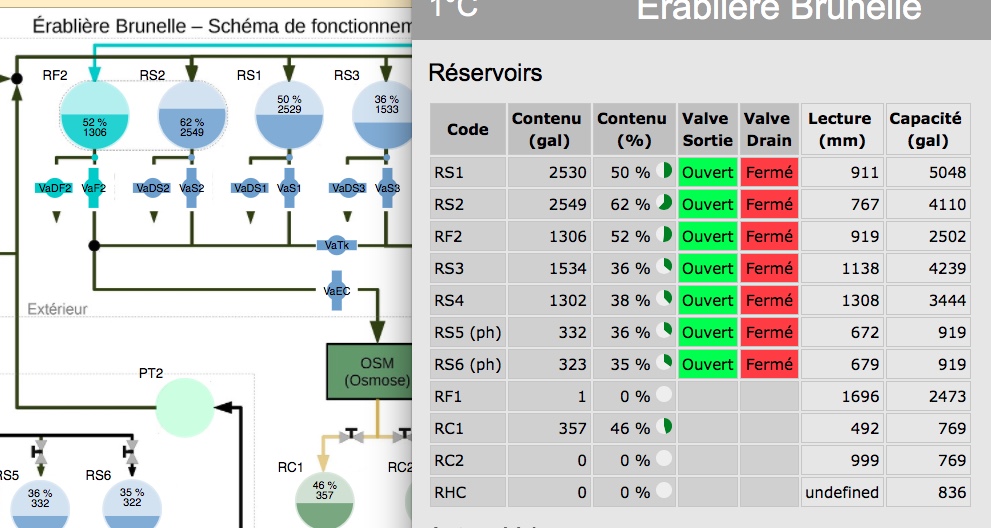 Érablière Brunelle – Schéma de fonctionnem
RF2
RS2
RS1
RS3
52 %
1306
62 %
2549
50 %
2529
36 %
1533
VaDF2
VaF2
VaDS2
VaS2
VaDS1
VaS1
VaDS3
VaS3
VaTk
VaEC
Extérieur
OSM
(Osmose)
PT2
RS5
RS6
RC1
RC2
36 %
332
35 %
322
46 %
357
1°C Érablière Brunelle
Réservoirs
Code Contenu (gal) Contenu (%) Valve Sortie Valve Drain Lecture (mm) Capacité (gal)
RS1 2530 50 % Ouvert Fermé 911 5048
RS2 2549 62 % Ouvert Fermé 767 4110
RF2 1306 52 % Ouvert Fermé 919 2502
RS3 1534 36 % Ouvert Fermé 1138 4239
RS4 1302 38 % Ouvert Fermé 1308 3444
RS5 (ph) 332 36 % Ouvert Fermé 672 919
RS6 (ph) 323 35 % Ouvert Fermé 679 919
RF1 1 0 % 1696 2473
RC1 357 46 % 492 769
RC2 0 0 % 999 769
RHC 0 0 % undefined 836